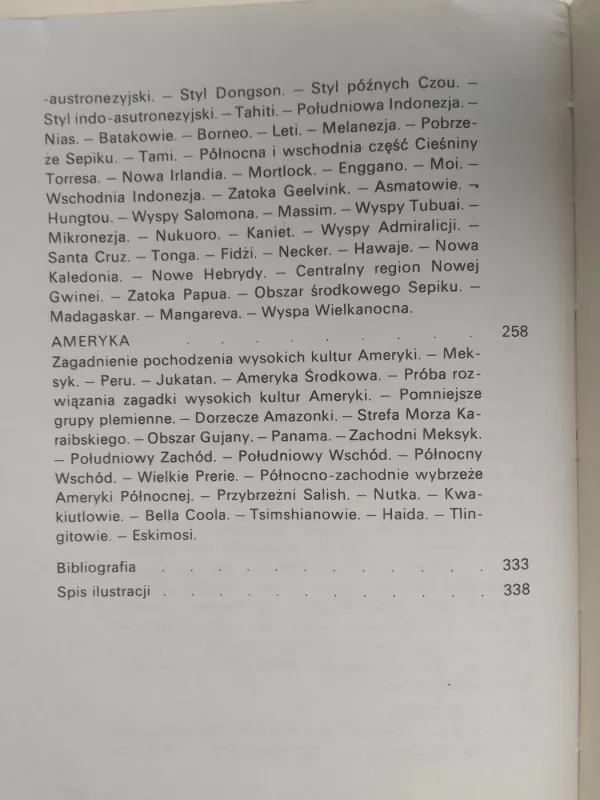 -austronezyjski. – Styl Dongson. – Styl późnych Czou. –
Styl indo-asutronezyjski. – Tahiti. – Południowa Indonezja. –
Nias. – Batakowie. – Borneo. – Leti. – Melanezja. – Pobrze-
że Sepiku. – Tami. – Północna i wschodnia część Cieśniny
Torresa. – Nowa Irlandia. – Mortlock. – Enggano. – Moi. –
Wschodnia Indonezja. – Zatoka Geelvink. – Asmatowie. –
Hungtou. – Wyspy Salomona. – Massim. – Wyspy Tubuai. –
Mikronezja. – Nukuoro. – Kaniet. – Wyspy Admiralicji. –
Santa Cruz. – Tonga. – Fidżi. – Necker. – Hawaje. – Nowa
Kaledonia. – Nowe Hebrydy. – Centralny region Nowej
Gwinei. – Zatoka Papua. – Obszar środkowego Sepiku. –
Madagaskar. – Mangareva. – Wyspa Wielkanocna.
AMERYKA . . . . . . . . . 258
Zagadnienie pochodzenia wysokich kultur Ameryki. – Mek-
syk. – Peru. – Jukatan. – Ameryka Środkowa. – Próba roz-
wiązania zagadki wysokich kultur Ameryki. – Pomniejsze
grupy plemienne. – Dorzecze Amazonki. – Strefa Morza Ka-
raibskiego. – Obszar Gujany. – Panama. – Zachodni Meksyk.
– Południowy Zachód. – Południowy Wschód. – Północny
Wschód. – Wielkie Prerie. – Północno-zachodnie wybrzeże
Ameryki Północnej. – Przybrzeżni Salish. – Nutka. – Kwa-
kiutlowie. – Bella Coola. – Tsimshianowie. – Haida. – Tlin-
gitowie. – Eskimosi.
Bibliografia . . . . . . . . . . . . 333
Spis ilustracji . . . . . . . . . . . . 338